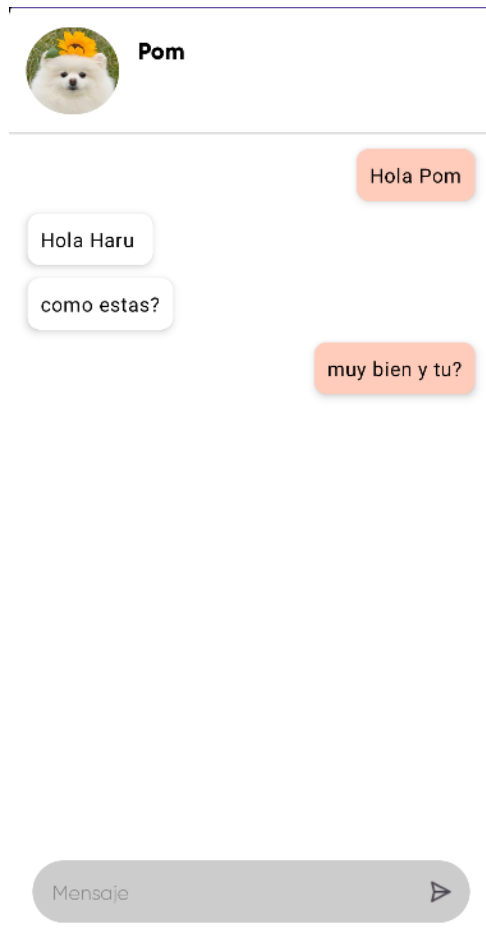 Pom
Hola Pom
Hola Haru
como estas?
muy bien y tu?
Mensaje